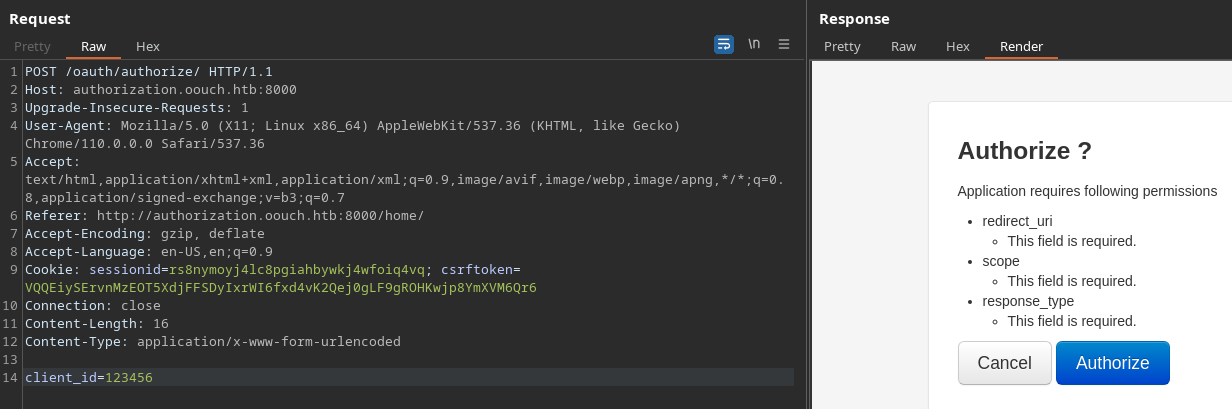 Request
Pretty Raw Hex
\n
1 POST /oauth/authorize/ HTTP/1.1
2 Host: authorization.oouch.htb:8000
3 Upgrade-Insecure-Requests: 1
4 User-Agent: Mozilla/5.0 (X11; Linux x86_64) AppleWebKit/537.36 (KHTML, like Gecko)
Chrome/110.0.0.0 Safari/537.36
5 Accept:
text/html,application/xhtml+xml,application/xml;q=0.9,image/avif,image/webp,image/apng,*/*;q=0.
8,application/signed-exchange;v=b3;q=0.7
6 Referer: http://authorization.oouch.htb:8000/home/
7 Accept-Encoding: gzip, deflate
8 Accept-Language: en-US,en;q=0.9
9 Cookie: sessionid=rs8nymoyj4lc8pgiahbywkj4wfoiq4vq; csrftoken=
VQQEiySErvnMzEOT5XdjFFSDyIxrWI6fxd4vK2Qej0gLF9gROHKwjp8YmXVM6Qr6
10 Connection: close
11 Content-Length: 16
12 Content-Type: application/x-www-form-urlencoded
13
14 client_id=123456
Response
Pretty Raw Hex Render
Authorize ?
Application requires following permissions
• redirect_uri
○ This field is required.
• scope
○ This field is required.
• response_type
○ This field is required.
Cancel Authorize